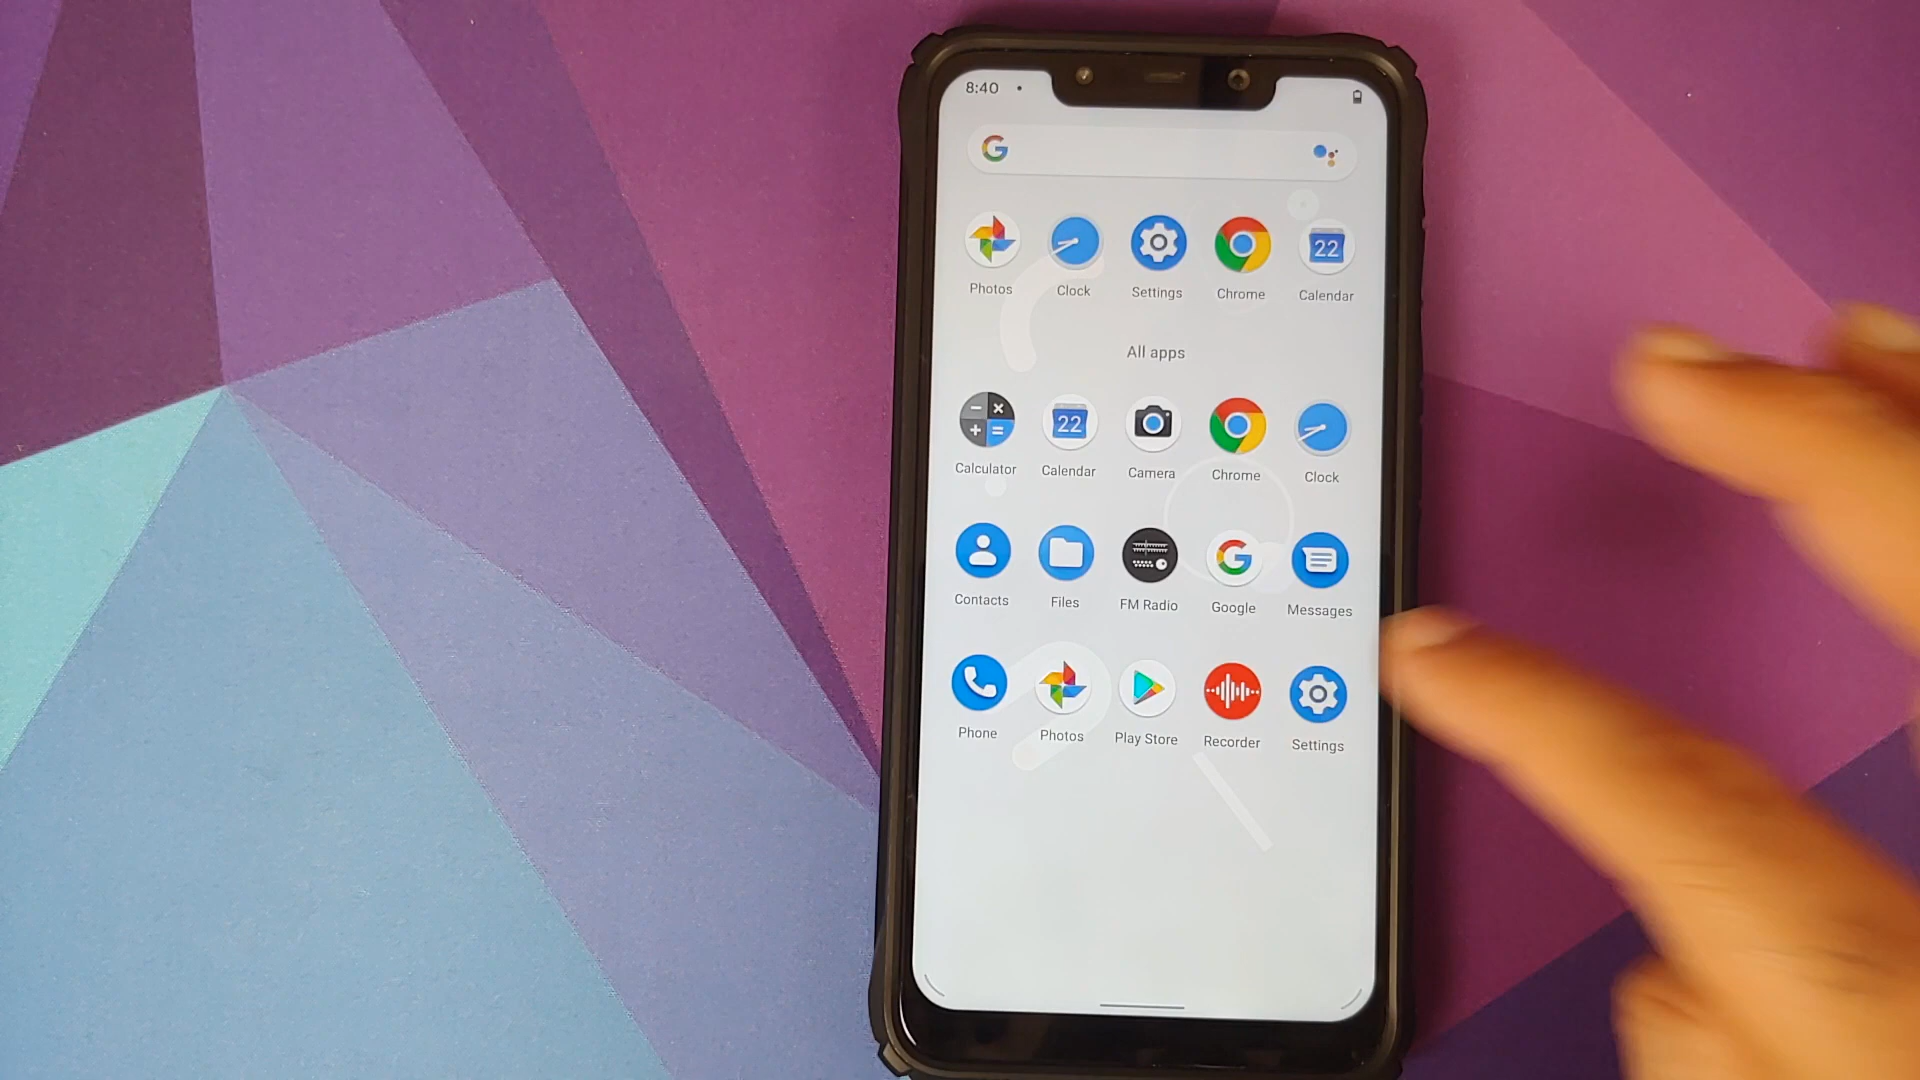 8:40
Photos Clock Settings Chrome Calendar
22
All apps
22
Calculator Calendar Camera Chrome Clock
Contacts Files FM Radio Google Messages
Phone Photos Play Store Recorder Settings